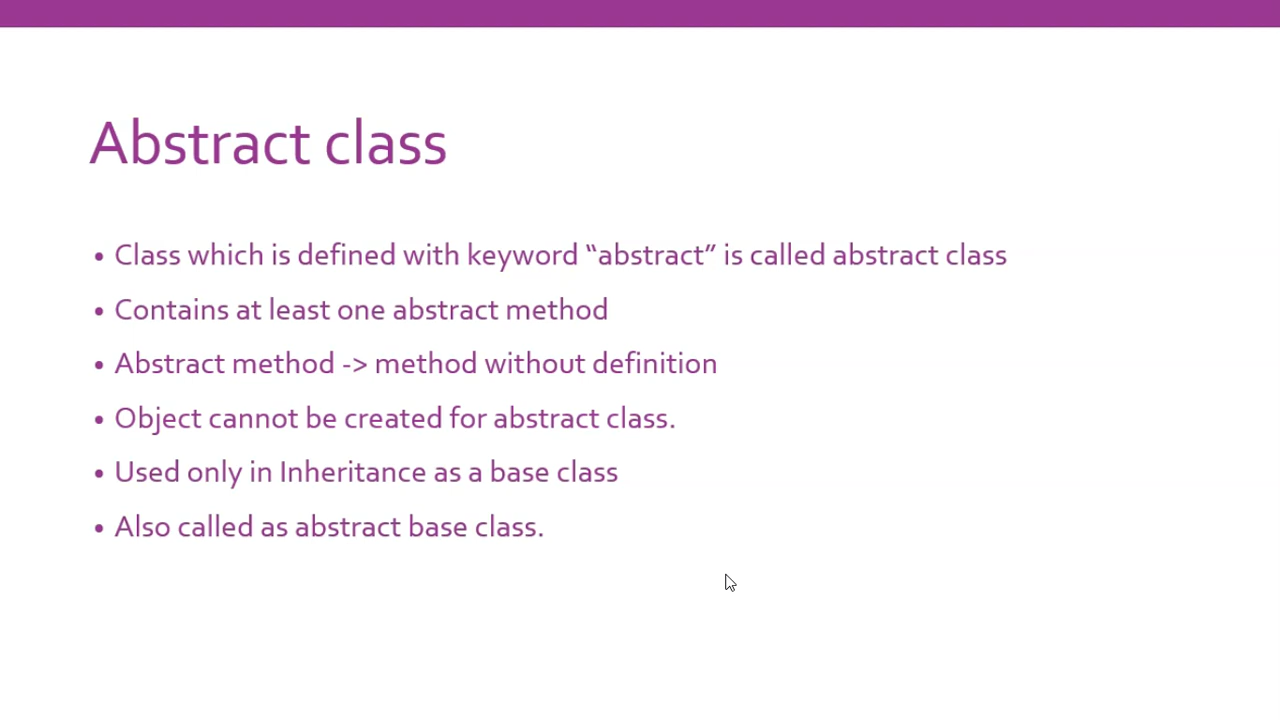 Abstract class
• Class which is defined with keyword “abstract” is called abstract class
• Contains at least one abstract method
• Abstract method -> method without definition
• Object cannot be created for abstract class.
• Used only in Inheritance as a base class
• Also called as abstract base class.